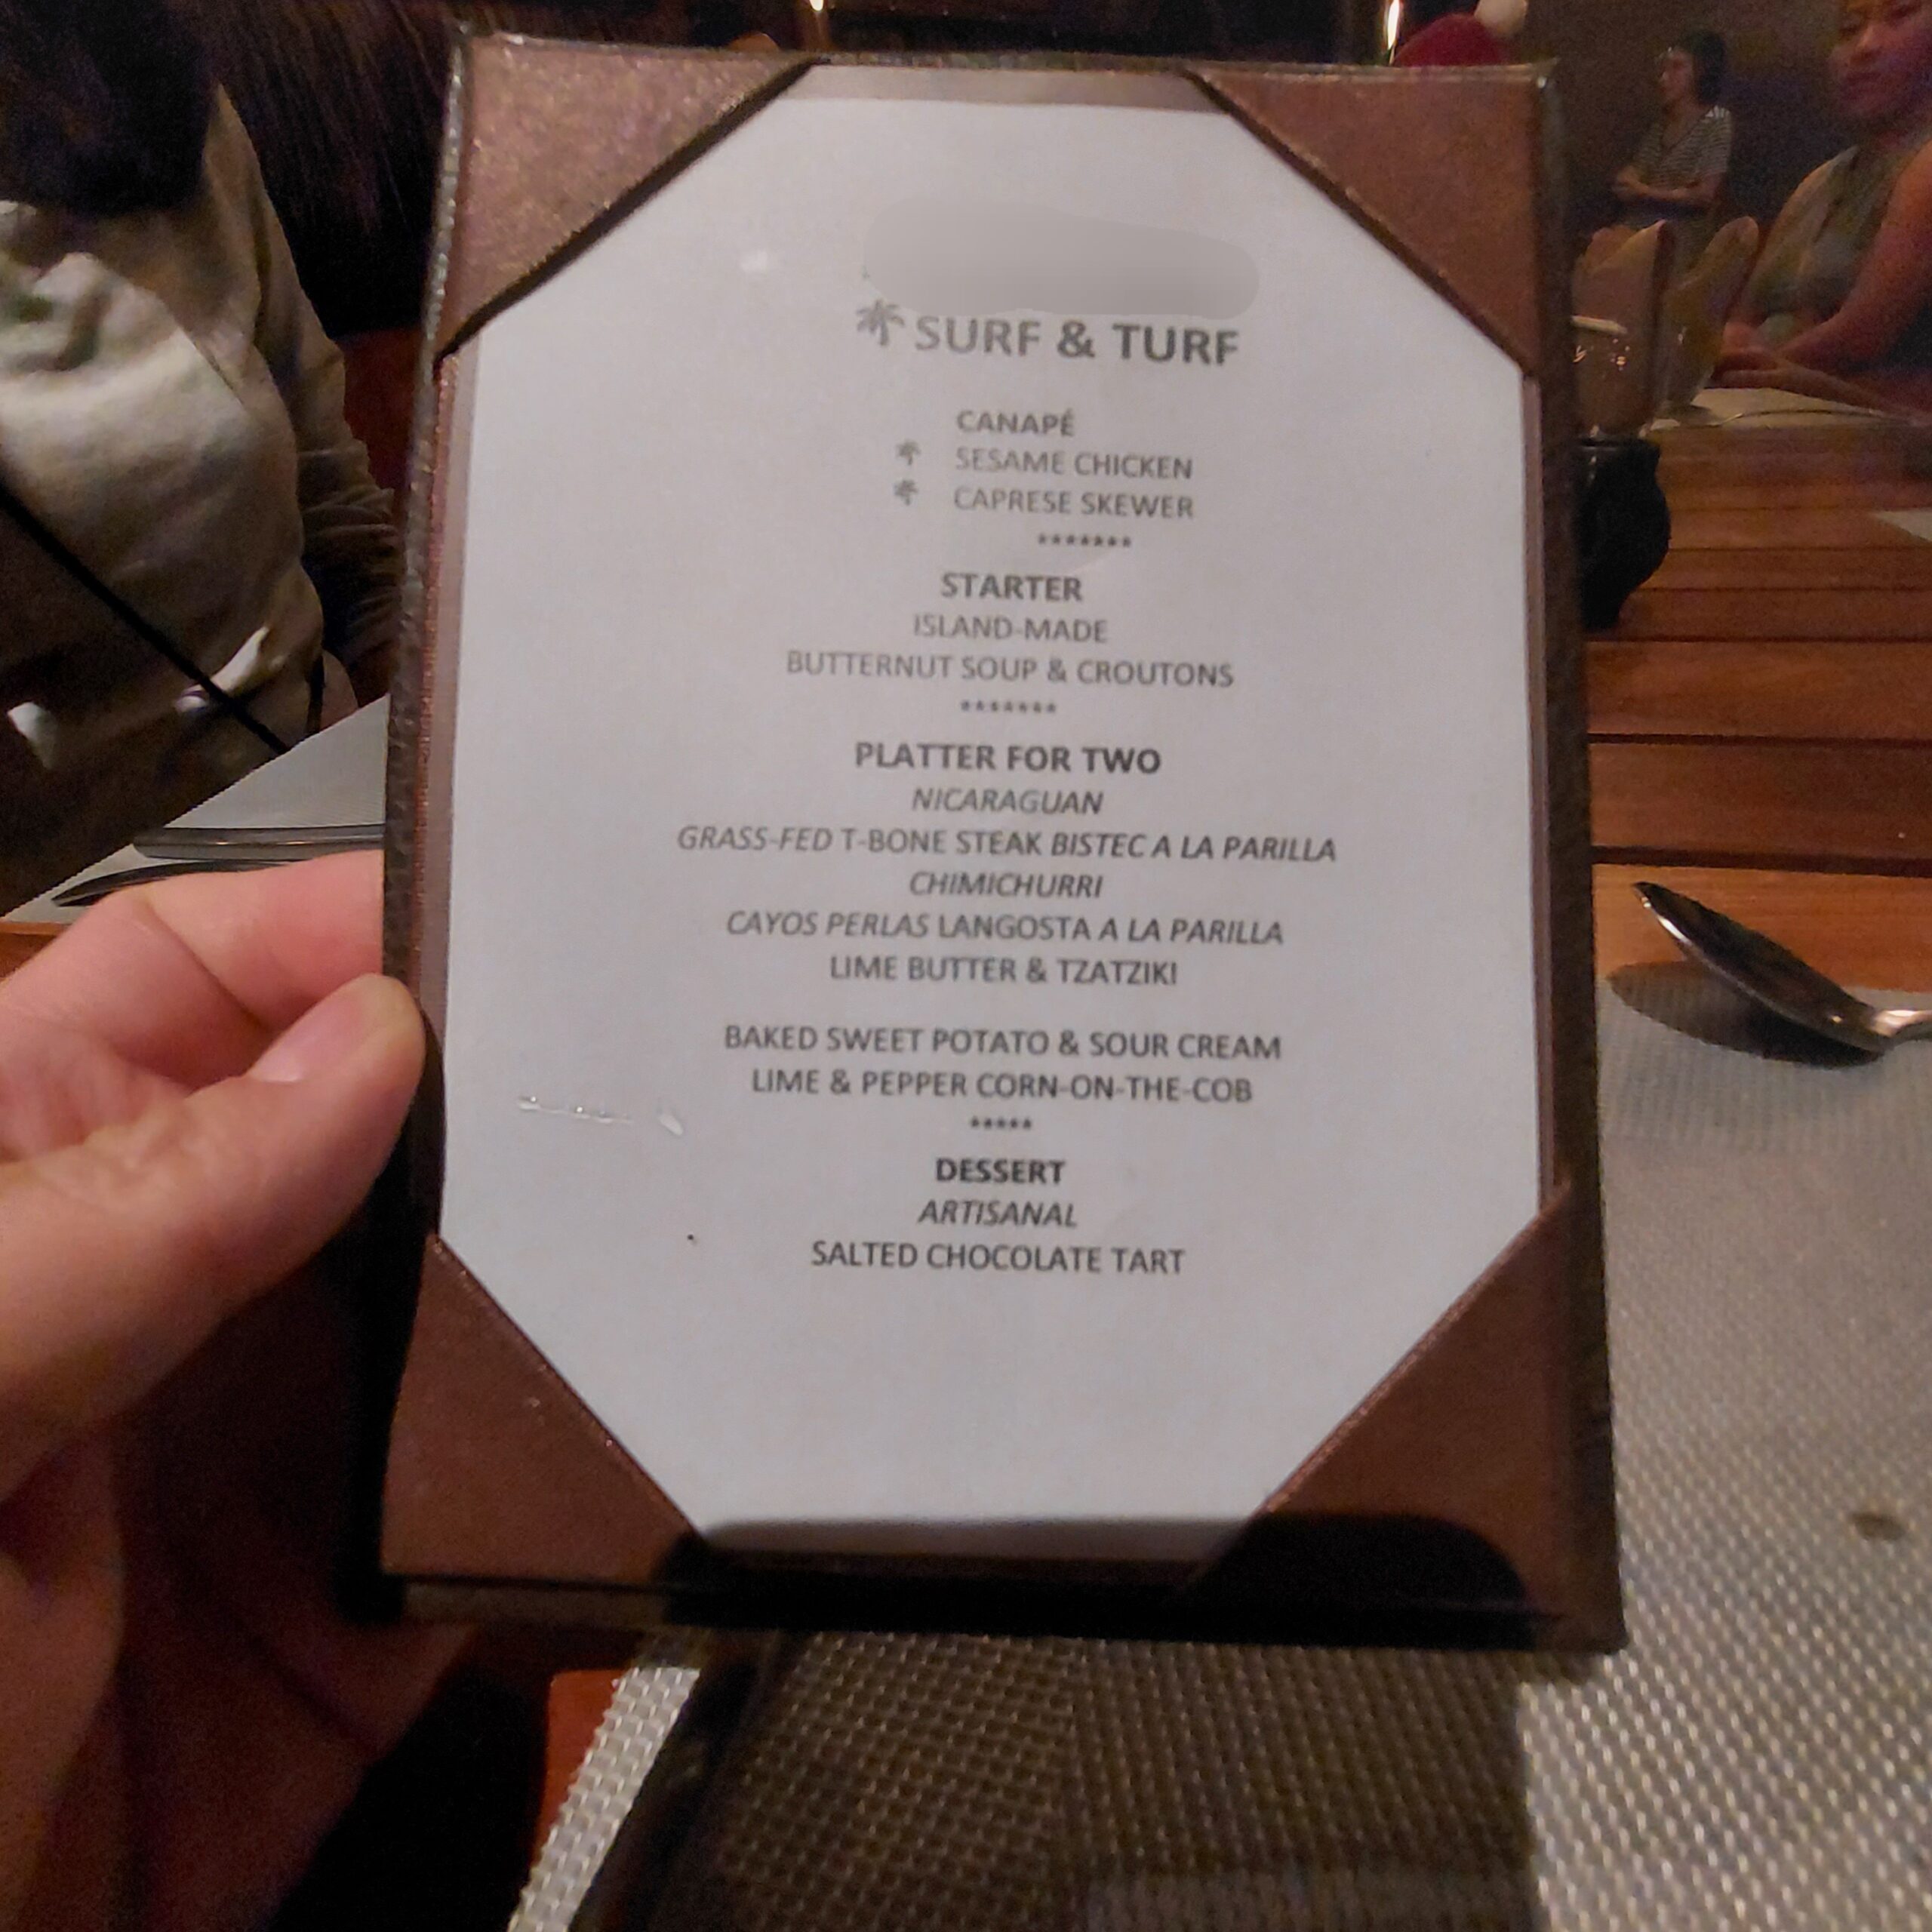 SURF & TURF
CANAPÉ
SESAME CHICKEN
CAPRESE SKEWER
*******
STARTER
ISLAND-MADE
BUTTERNUT SOUP & CROUTONS
*******
PLATTER FOR TWO
NICARAGUAN
GRASS-FED T-BONE STEAK BISTEC A LA PARILLA
CHIMICHURRI
CAYOS PERLAS LANGOSTA A LA PARILLA
LIME BUTTER & TZATZIKI
BAKED SWEET POTATO & SOUR CREAM
LIME & PEPPER CORN-ON-THE-COB
*****
DESSERT
ARTISANAL
SALTED CHOCOLATE TART